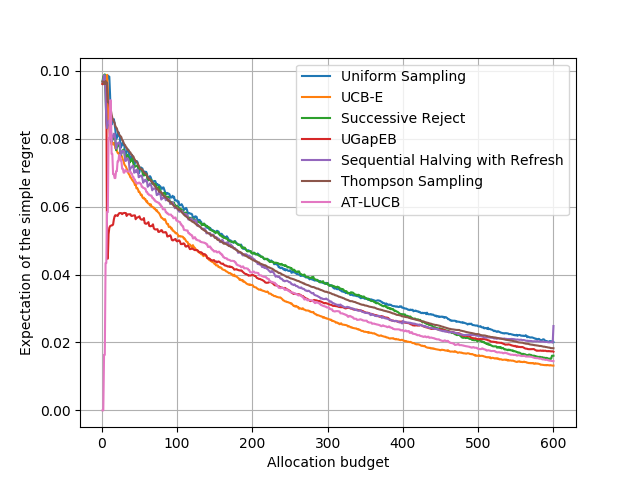 0.10
0.08
0.06
0.04
0.02
0.00
Expectation of the simple regret
Uniform Sampling
UCB-E
Successive Reject
UGapEB
Sequential Halving with Refresh
Thompson Sampling
AT-LUCB
0 100 200 300 400 500 600
Allocation budget